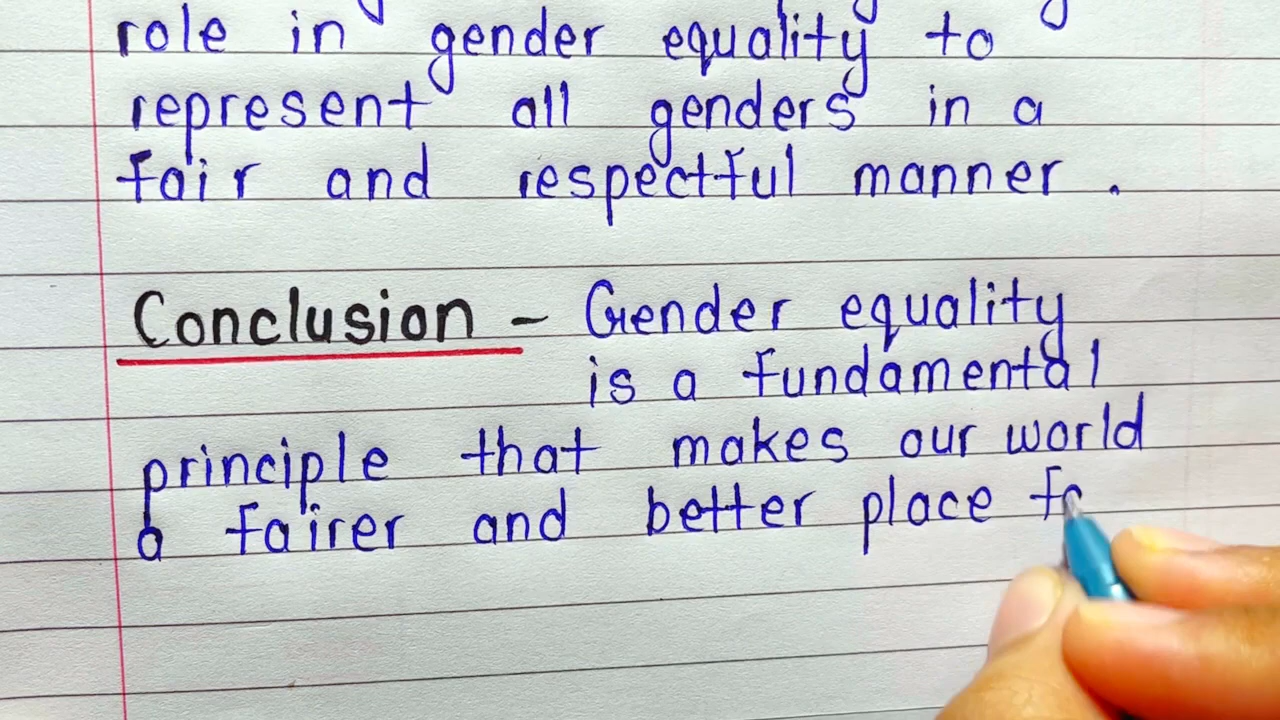 role in gender equality to
represent all genders in a
fair and respectful manner.
Conclusion - Gender equality
is a fundamental
principle that makes our world
a fairer and better place